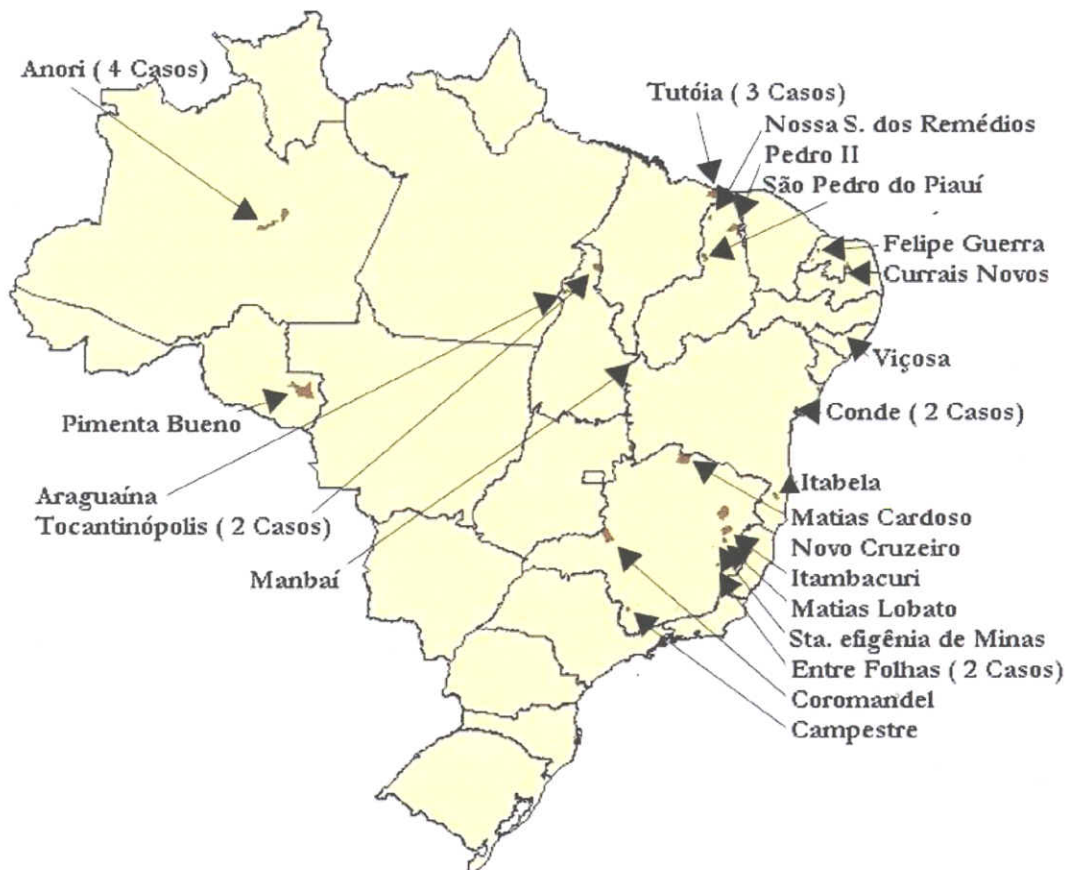 Anori ( 4 Casos)
Tutóia ( 3 Casos)
Nossa S. dos Remédios
Pedro II
São Pedro do Piauí
Felipe Guerra
Currais Novos
Viçosa
Conde ( 2 Casos)
Pimenta Bueno
Araguaína
Tocantinópolis ( 2 Casos)
Manbaí
Itabela
Matias Cardoso
Novo Cruzeiro
Itambacuri
Matias Lobato
Sta. efigênia de Minas
Entre Folhas ( 2 Casos)
Coromandel
Campestre